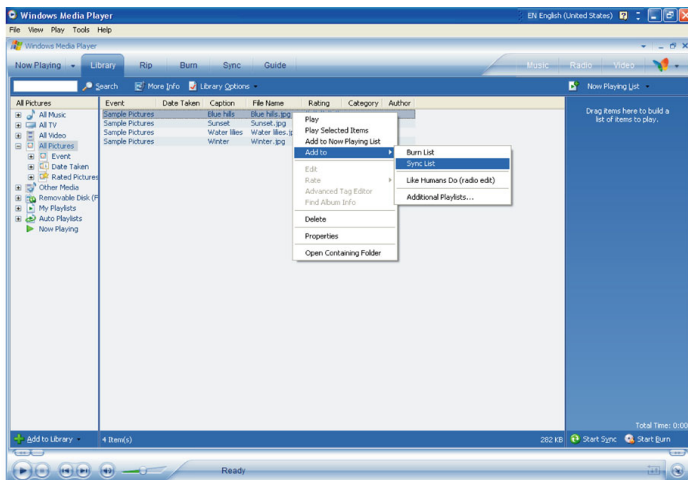 Windows Media Player
EN English (United States)
File View Play Tools Help
Windows Media Player
Now Playing Library Rip Burn Sync Guide Music Radio Video
Search More Info Library Options Now Playing List
All Pictures
All Music
All TV
All Video
All Pictures
Event
Date Taken
Rated Pictures
Other Media
Removable Disk (F
My Playlists
Auto Playlists
Now Playing
Event Date Taken Caption File Name Rating Category Author
Sample Pictures Blue hills Blue hills.jpg
Sample Pictures Sunset Sunset.jpg
Sample Pictures Water lilies Water lilies.j
Sample Pictures Winter Winter.jpg
Play
Play Selected Items
Add to Now Playing List
Add to
Edit
Rate
Advanced Tag Editor
Find Album Info
Delete
Properties
Open Containing Folder
Burn List
Sync List
Like Humans Do (radio edit)
Additional Playlists...
Drag items here to build a
list of items to play.
Total Time: 0:00
Add to Library 4 Item(s) 282 KB Start Sync Start Burn
Ready